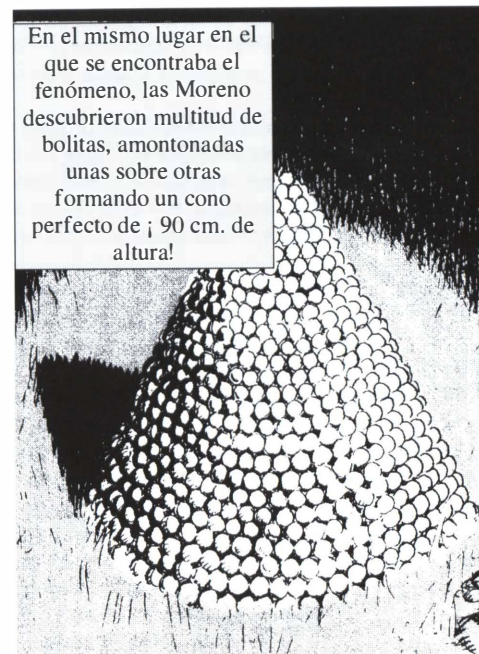 En el mismo lugar en el
que se encontraba el
fenómeno, las Moreno
descubrieron multitud de
bolitas, amontonadas
unas sobre otras
formando un cono
perfecto de ¡ 90 cm. de
altura!